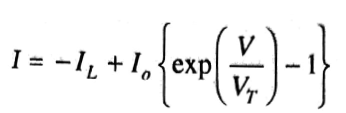 I = -I_L + I_o { exp( V / V_T ) - 1 }